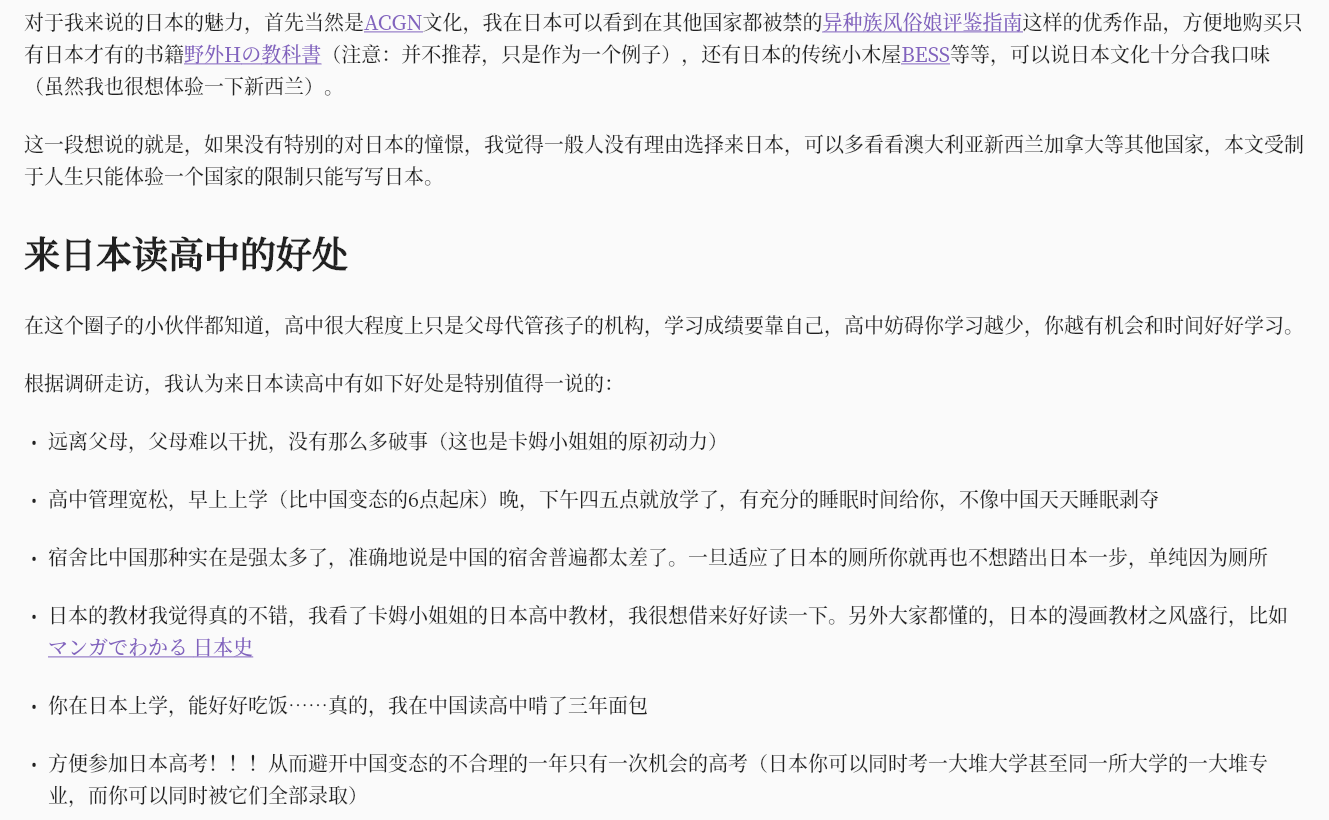 对于我来说的日本的魅力，首先当然是ACGN文化，我在日本可以看到在其他国家都被禁的异种族风俗娘评鉴指南这样的优秀作品，方便地购买只
有日本才有的书籍野外Hの教科書（注意：并不推荐，只是作为一个例子），还有日本的传统小木屋BESS等等，可以说日本文化十分合我口味
（虽然我也很想体验一下新西兰）。
这一段想说的就是，如果没有特别的对日本的憧憬，我觉得一般人没有理由选择来日本，可以多看看澳大利亚新西兰加拿大等其他国家，本文受制
于人生只能体验一个国家的限制只能写写日本。
来日本读高中的好处
在这个圈子的小伙伴都知道，高中很大程度上只是父母代管孩子的机构，学习成绩要靠自己，高中妨碍你学习越少，你越有机会和时间好好学习。
根据调研走访，我认为来日本读高中有如下好处是特别值得一说的：
• 远离父母，父母难以干扰，没有那么多破事（这也是卡姆小姐姐的原初动力）
• 高中管理宽松，早上上学（比中国变态的6点起床）晚，下午四五点就放学了，有充分的睡眠时间给你，不像中国天天睡眠剥夺
• 宿舍比中国那种实在是强太多了，准确地说是中国的宿舍普遍都太差了。一旦适应了日本的厕所你就再也不想踏出日本一步，单纯因为厕所
• 日本的教材我觉得真的不错，我看了卡姆小姐姐的日本高中教材，我很想借来好好读一下。另外大家都懂的，日本的漫画教材之风盛行，比如
マンガでわかる 日本史
• 你在日本上学，能好好吃饭……真的，我在中国读高中啃了三年面包
• 方便参加日本高考！！！从而避开中国变态的不合理的一年只有一次机会的高考（日本你可以同时考一大堆大学甚至同一所大学的一大堆专
业，而你可以同时被它们全部录取）